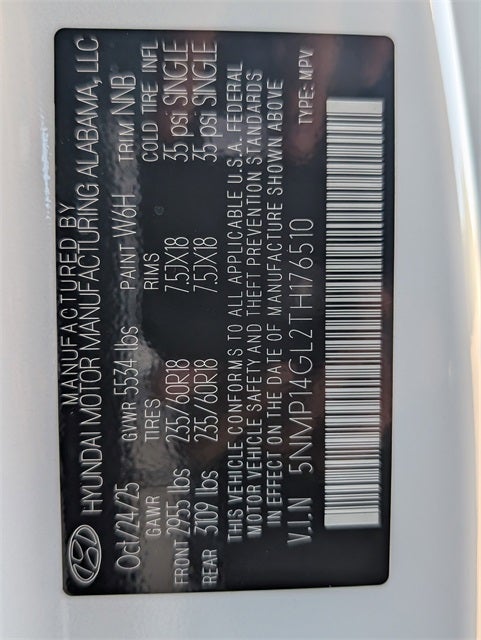 MANUFACTURED BY
HYUNDAI MOTOR MANUFACTURING ALABAMA, LLC
Oct/24/25 GVWR 5534 lbs PAINT W6H TRIM NNB
GAWR TIRES RIMS COLD TIRE INFL
FRONT 2955 lbs 235/60R18 7.5JX18 35 psi SINGLE
REAR 3109 lbs 235/60R18 7.5JX18 35 psi SINGLE
THIS VEHICLE CONFORMS TO ALL APPLICABLE U.S.A. FEDERAL
MOTOR VEHICLE SAFETY AND THEFT PREVENTION STANDARDS
IN EFFECT ON THE DATE OF MANUFACTURE SHOWN ABOVE
V.I.N 5NMP14GL2TH176510 TYPE: MPV